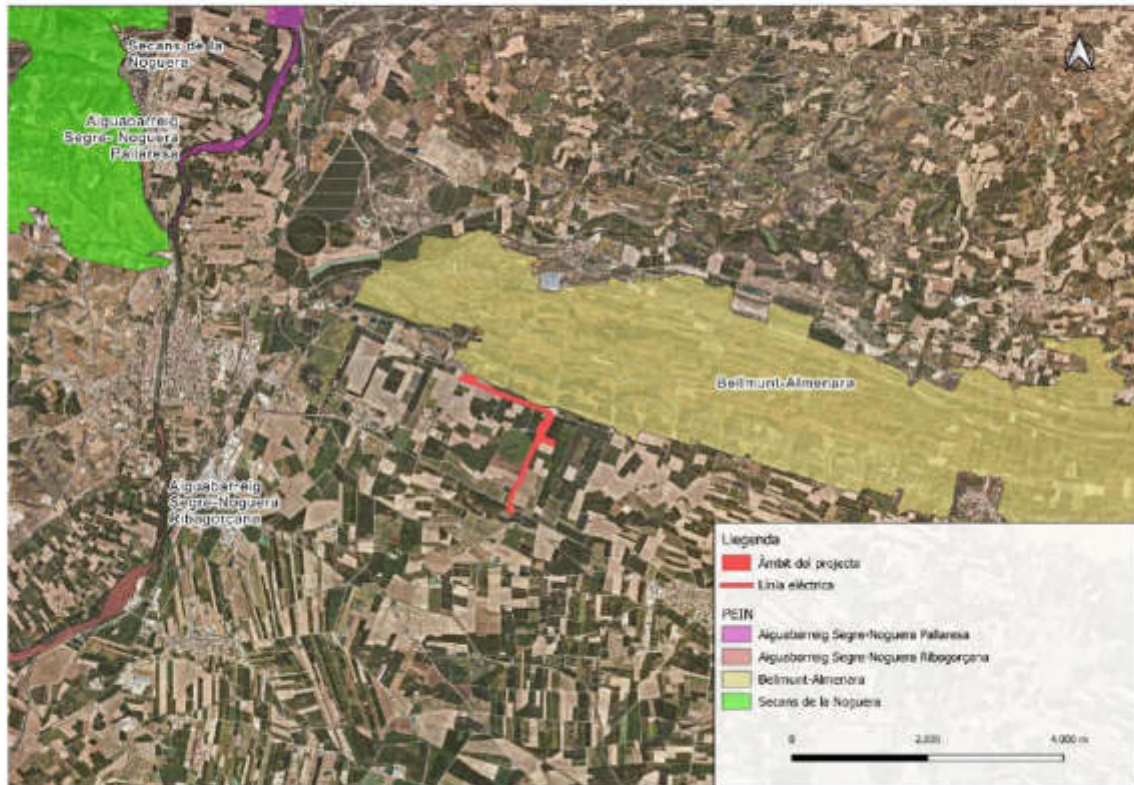 Secans de la
Noguera
Aiguabarreig
Segre- Noguera
Pallaresa
Bellmunt-Almenara
Aiguabarreig
Segre-Noguera
Ribagorçana
Llegenda
Àmbit del projecte
Línia elèctrica
PEIN
Aiguabarreig Segre-Noguera Pallaresa
Aiguabarreig Segre-Noguera Ribagorçana
Bellmunt-Almenara
Secans de la Noguera
0 2.000 4.000 m